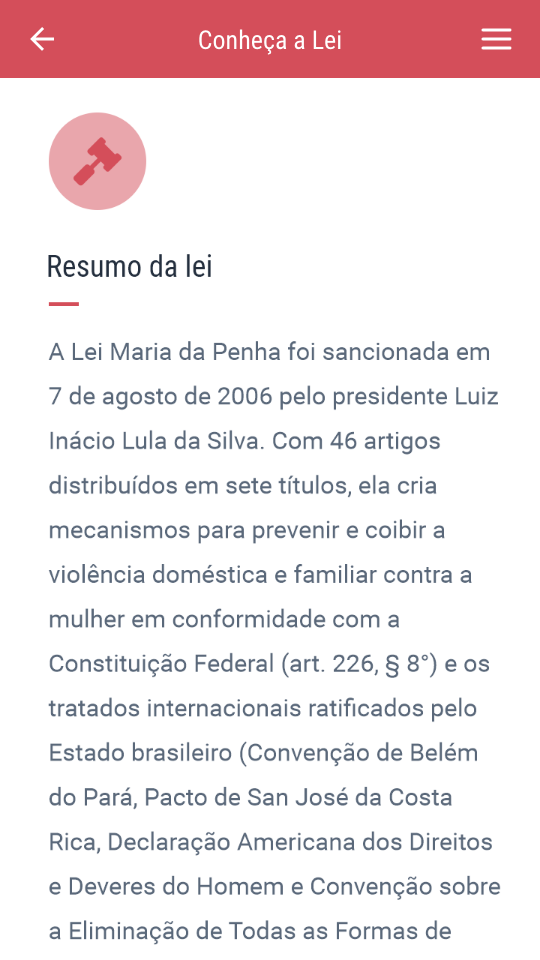 Conheça a Lei
Resumo da lei
A Lei Maria da Penha foi sancionada em
7 de agosto de 2006 pelo presidente Luiz
Inácio Lula da Silva. Com 46 artigos
distribuídos em sete títulos, ela cria
mecanismos para prevenir e coibir a
violência doméstica e familiar contra a
mulher em conformidade com a
Constituição Federal (art. 226, § 8°) e os
tratados internacionais ratificados pelo
Estado brasileiro (Convenção de Belém
do Pará, Pacto de San José da Costa
Rica, Declaração Americana dos Direitos
e Deveres do Homem e Convenção sobre
a Eliminação de Todas as Formas de